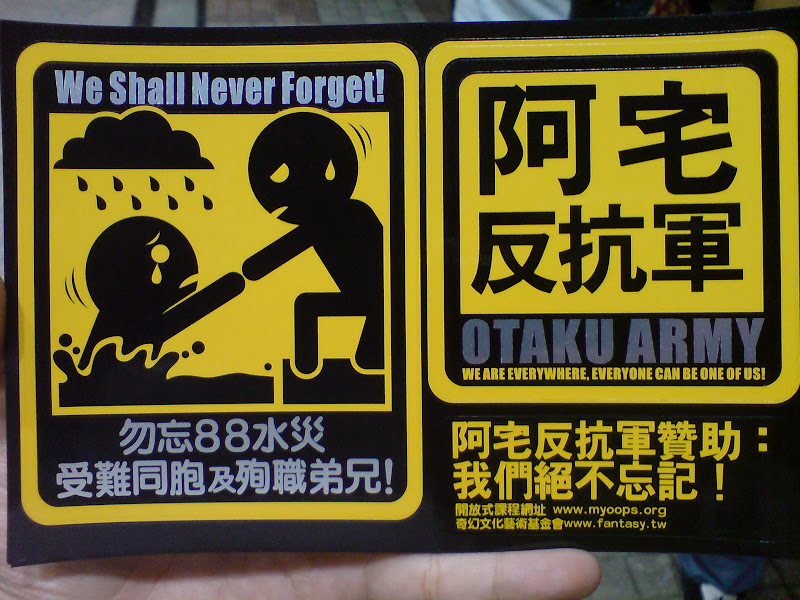 We Shall Never Forget!
勿忘88水災
受難同胞及殉職弟兄!
阿宅
反抗軍
OTAKU ARMY
WE ARE EVERYWHERE, EVERYONE CAN BE ONE OF US!
阿宅反抗軍贊助：
我們絕不忘記！
開放式課程網址 www.myoops.org
奇幻文化藝術基金會www.fantasy.tw